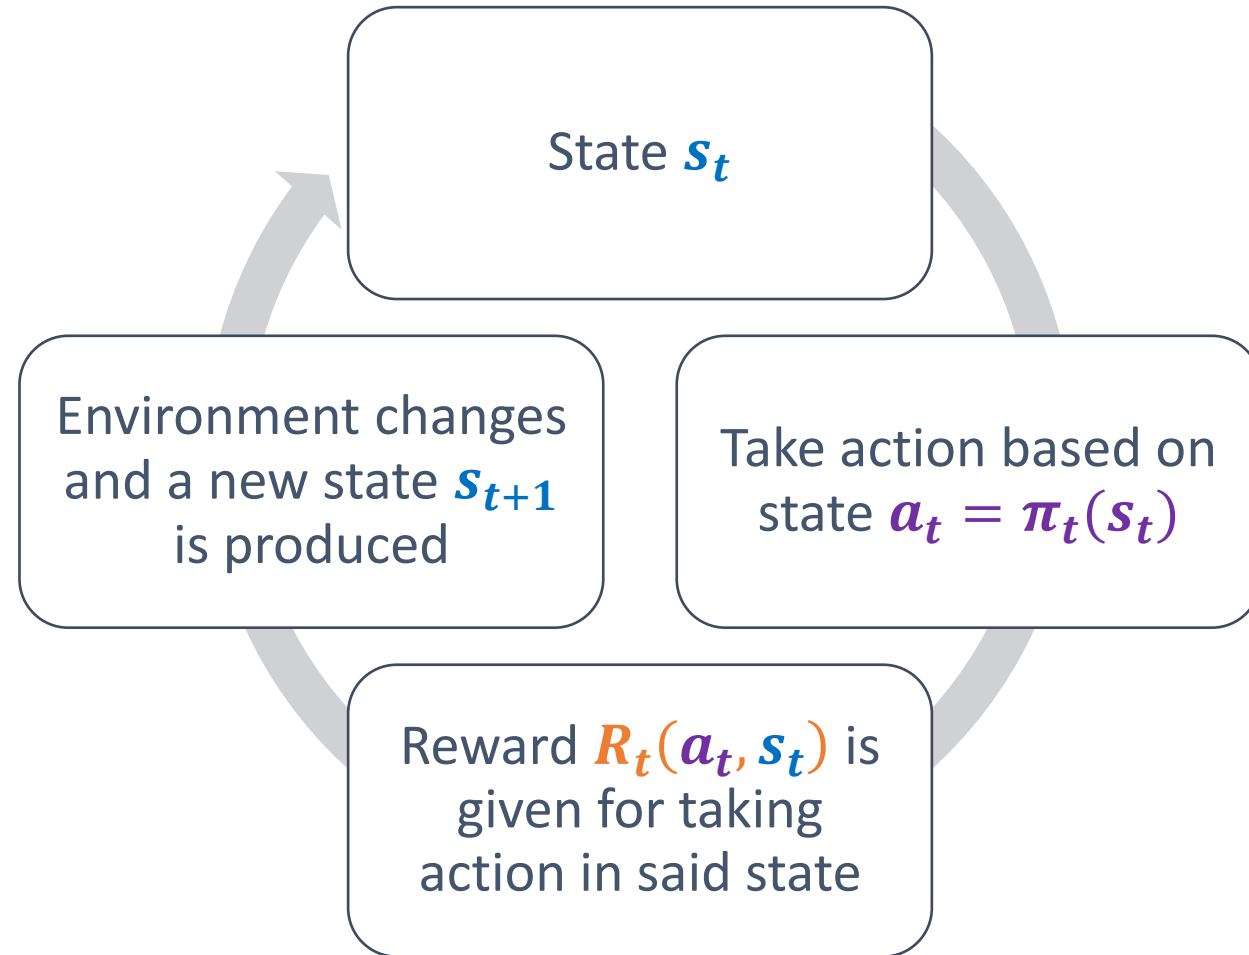 State s_t
Take action based on
state a_t = π_t(s_t)
Reward R_t(a_t, s_t) is
given for taking
action in said state
Environment changes
and a new state s_{t+1}
is produced